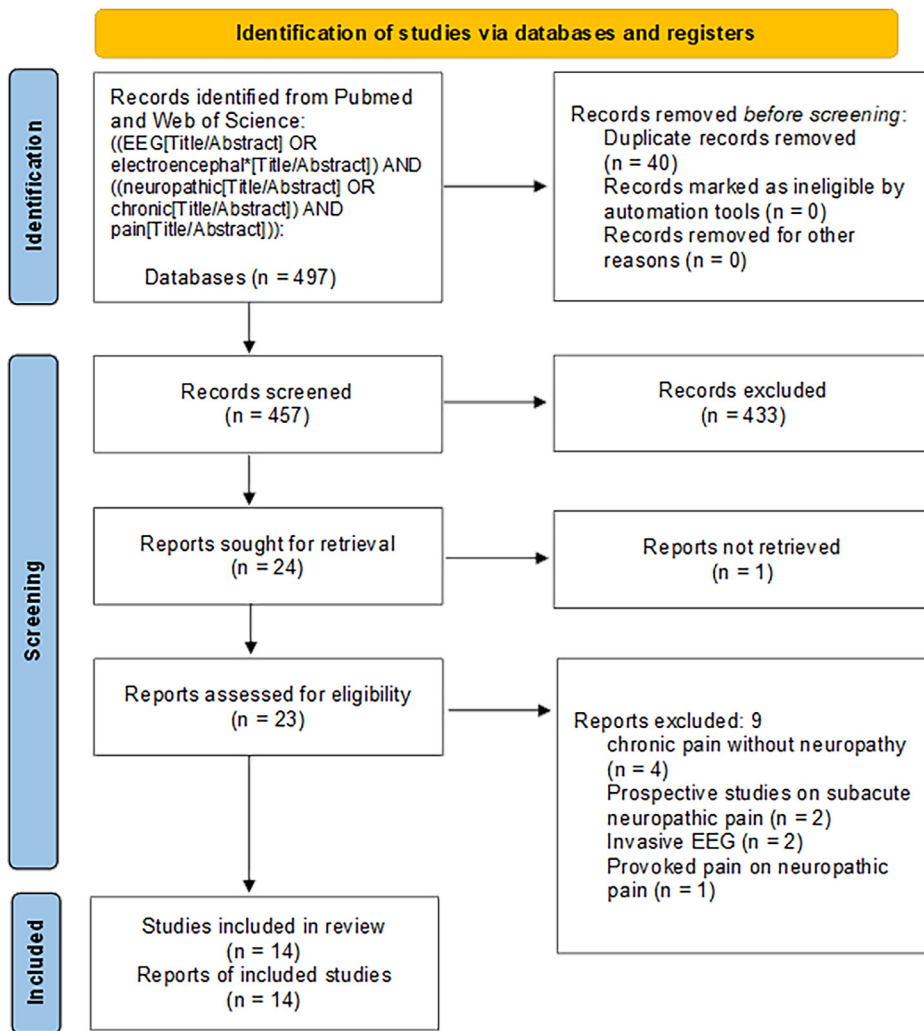 Identification of studies via databases and registers
Identification
Records identified from Pubmed
and Web of Science:
((EEG[Title/Abstract] OR
electroencephal*[Title/Abstract]) AND
((neuropathic[Title/Abstract] OR
chronic[Title/Abstract]) AND
pain[Title/Abstract])):
Databases (n = 497)
Records removed before screening:
Duplicate records removed
(n = 40)
Records marked as ineligible by
automation tools (n = 0)
Records removed for other
reasons (n = 0)
Screening
Records screened
(n = 457)
Records excluded
(n = 433)
Reports sought for retrieval
(n = 24)
Reports not retrieved
(n = 1)
Reports assessed for eligibility
(n = 23)
Reports excluded: 9
chronic pain without neuropathy
(n = 4)
Prospective studies on subacute
neuropathic pain (n = 2)
Invasive EEG (n = 2)
Provoked pain on neuropathic
pain (n = 1)
Included
Studies included in review
(n = 14)
Reports of included studies
(n = 14)